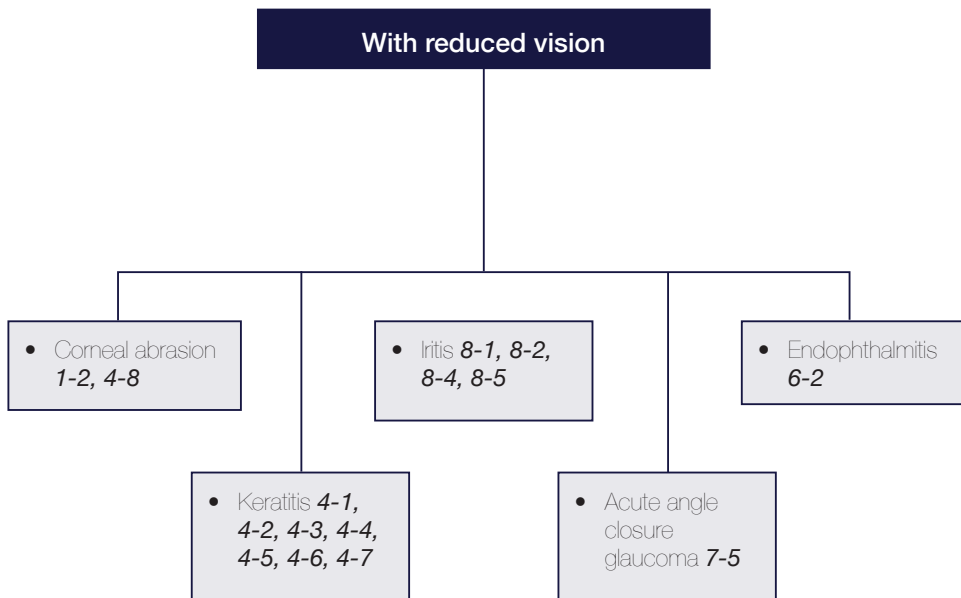 With reduced vision
• Corneal abrasion
1-2, 4-8
• Iritis 8-1, 8-2,
8-4, 8-5
• Endophthalmitis
6-2
• Keratitis 4-1,
4-2, 4-3, 4-4,
4-5, 4-6, 4-7
• Acute angle
closure
glaucoma 7-5